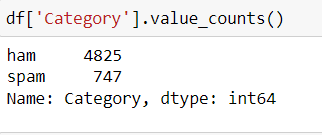 df['Category'].value_counts()
ham     4825
spam     747
Name: Category, dtype: int64